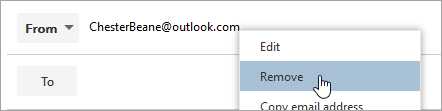 From ChesterBeane@outlook.com
Edit
Remove
To
Copy email address